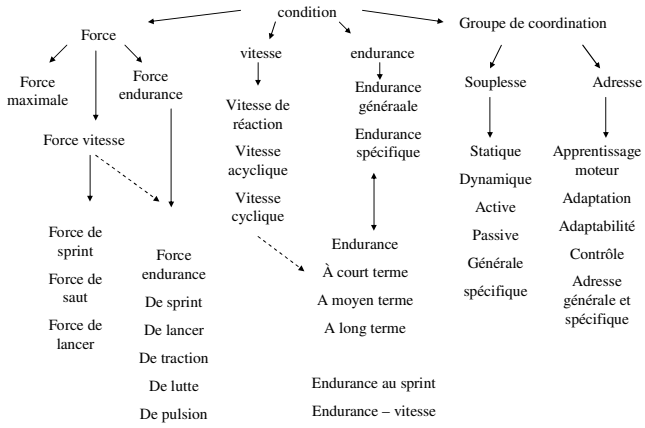 condition
Force
Groupe de coordination
vitesse
endurance
Force
maximale
Force
endurance
Force vitesse
Force de
sprint
Force de
saut
Force de
lancer
Force
endurance
De sprint
De lancer
De traction
De lutte
De pulsion
Vitesse de
réaction
Vitesse
acyclique
Vitesse
cyclique
Endurance
généraale
Endurance
spécifique
Endurance
À court terme
A moyen terme
A long terme
Endurance au sprint
Endurance – vitesse
Souplesse
Adresse
Statique
Dynamique
Active
Passive
Générale
spécifique
Apprentissage
moteur
Adaptation
Adaptabilité
Contrôle
Adresse
générale et
spécifique